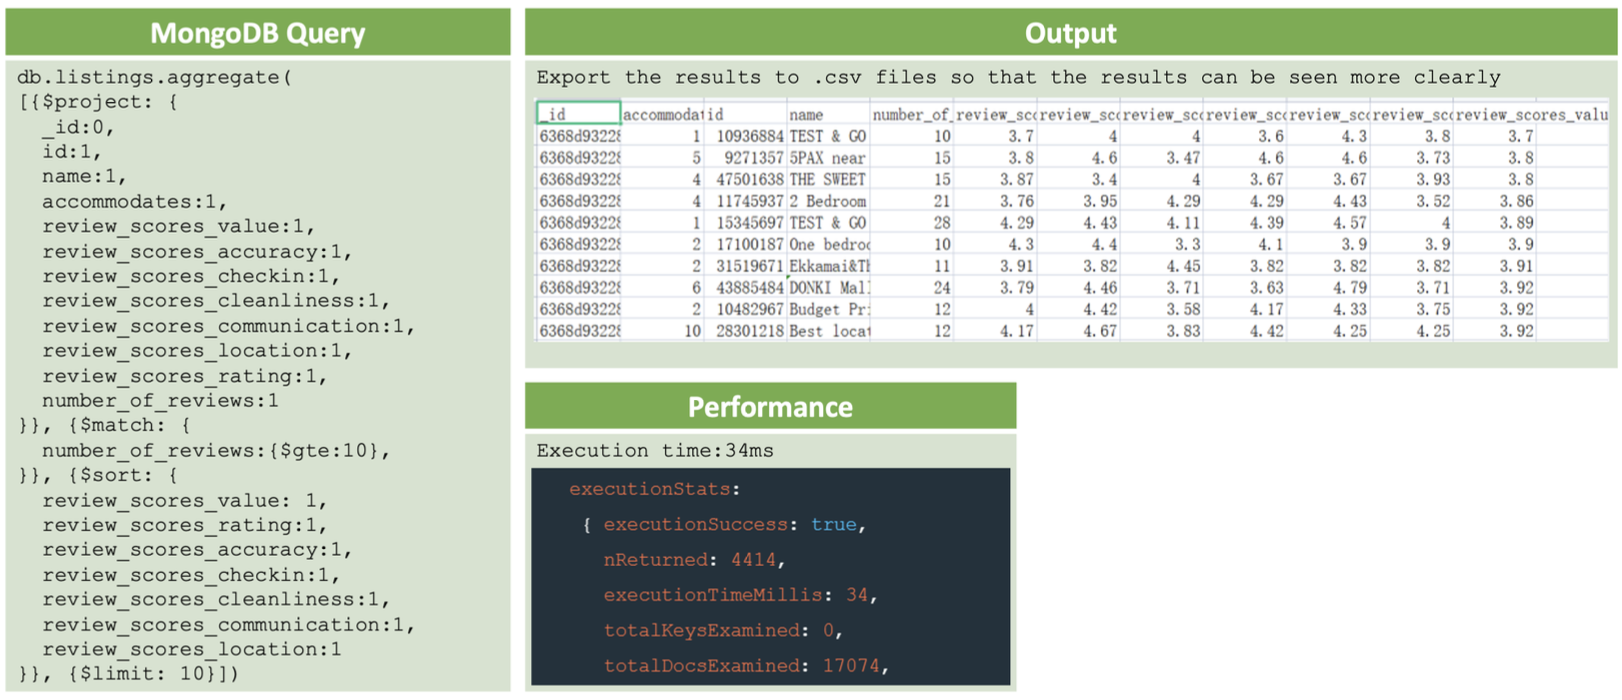 MongoDB Query
db.listings.aggregate(
[{$project: {
_id:0,
id:1,
name:1,
accommodates:1,
review_scores_value:1,
review_scores_accuracy:1,
review_scores_checkin:1,
review_scores_cleanliness:1,
review_scores_communication:1,
review_scores_location:1,
review_scores_rating:1,
number_of_reviews:1
}}, {$match: {
number_of_reviews:{$gte:10},
}}, {$sort: {
review_scores_value: 1,
review_scores_rating:1,
review_scores_accuracy:1,
review_scores_checkin:1,
review_scores_cleanliness:1,
review_scores_communication:1,
review_scores_location:1
}}, {$limit: 10}])
Output
Export the results to .csv files so that the results can be seen more clearly
_id accommodat id name number_of_ review_sco review_sco review_sco review_sco review_sco review_sco review_scores_valu
6368d93228 1 10936884 TEST & GO 10 3.7 4 4 3.6 4.3 3.8 3.7
6368d93228 5 9271357 5PAX near 15 3.8 4.6 3.47 4.6 4.6 3.73 3.8
6368d93228 4 47501638 THE SWEET 15 3.87 3.4 4 3.67 3.67 3.93 3.8
6368d93228 4 11745937 2 Bedroom 21 3.76 3.95 4.29 4.29 4.43 3.52 3.86
6368d93228 1 15345697 TEST & GO 28 4.29 4.43 4.11 4.39 4.57 4 3.89
6368d93228 2 17100187 One bedroo 10 4.3 4.4 3.3 4.1 3.9 3.9 3.9
6368d93228 2 31519671 Ekkamai&Th 11 3.91 3.82 4.45 3.82 3.82 3.82 3.91
6368d93228 6 43885484 DONKI Mal 24 3.79 4.46 3.71 3.63 4.79 3.71 3.92
6368d93228 2 10482967 Budget Pr 12 4 4.42 3.58 4.17 4.33 3.75 3.92
6368d93228 10 28301218 Best locat 12 4.17 4.67 3.83 4.42 4.25 4.25 3.92
Performance
Execution time:34ms
executionStats:
{ executionSuccess: true,
nReturned: 4414,
executionTimeMillis: 34,
totalKeysExamined: 0,
totalDocsExamined: 17074,